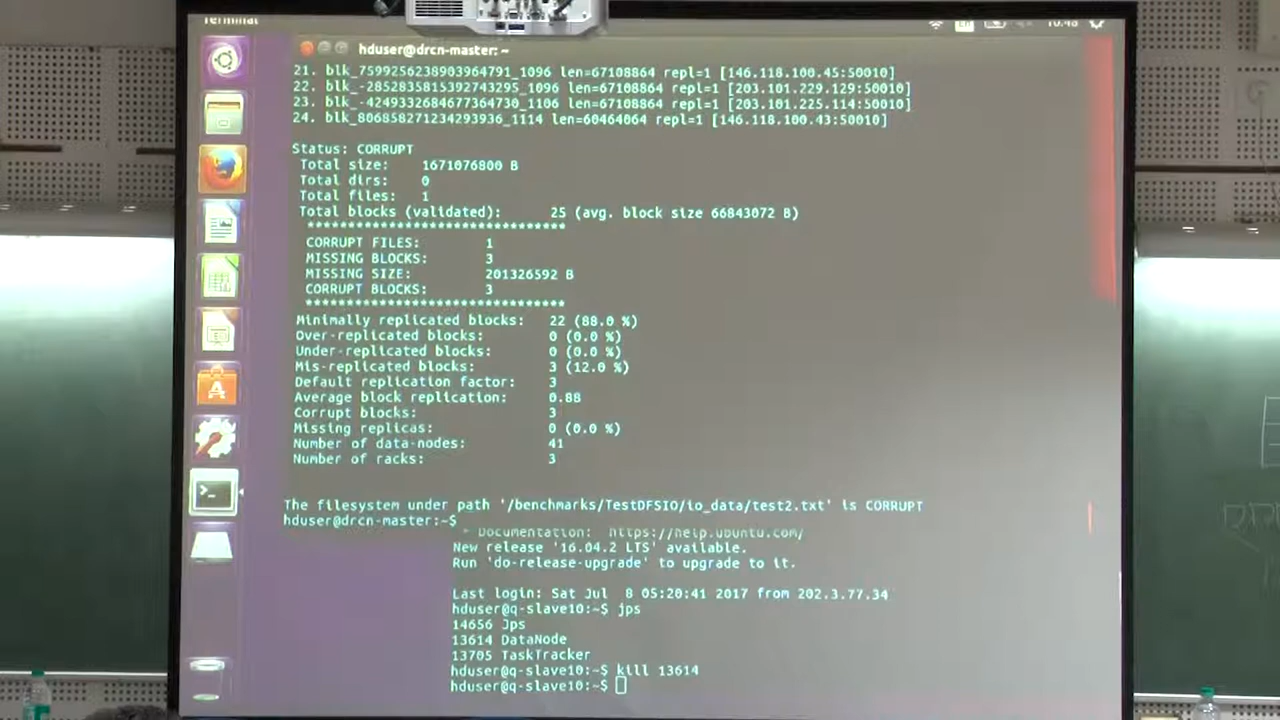 Terminal
10:48
hduser@drcn-master: ~
21. blk_7599256238903964791_1096 len=67108864 repl=1 [146.118.100.45:50010]
22. blk_-2852835815392743295_1096 len=67108864 repl=1 [203.101.229.129:50010]
23. blk_-4249332684677364730_1106 len=67108864 repl=1 [203.101.225.114:50010]
24. blk_806858271234293936_1114 len=60464064 repl=1 [146.118.100.43:50010]
Status: CORRUPT
Total size: 1671076800 B
Total dirs: 0
Total files: 1
Total blocks (validated): 25 (avg. block size 66843072 B)
********************************
CORRUPT FILES: 1
MISSING BLOCKS: 3
MISSING SIZE: 201326592 B
CORRUPT BLOCKS: 3
********************************
Minimally replicated blocks: 22 (88.0 %)
Over-replicated blocks: 0 (0.0 %)
Under-replicated blocks: 0 (0.0 %)
Mis-replicated blocks: 3 (12.0 %)
Default replication factor: 3
Average block replication: 0.88
Corrupt blocks: 3
Missing replicas: 0 (0.0 %)
Number of data-nodes: 41
Number of racks: 3
The filesystem under path '/benchmarks/TestDFSIO/io_data/test2.txt' is CORRUPT
hduser@drcn-master:~$
* Documentation: https://help.ubuntu.com/
New release '16.04.2 LTS' available.
Run 'do-release-upgrade' to upgrade to it.
Last login: Sat Jul 8 05:20:41 2017 from 202.3.77.34
hduser@q-slave10:~$ jps
14656 Jps
13614 DataNode
13705 TaskTracker
hduser@q-slave10:~$ kill 13614
hduser@q-slave10:~$